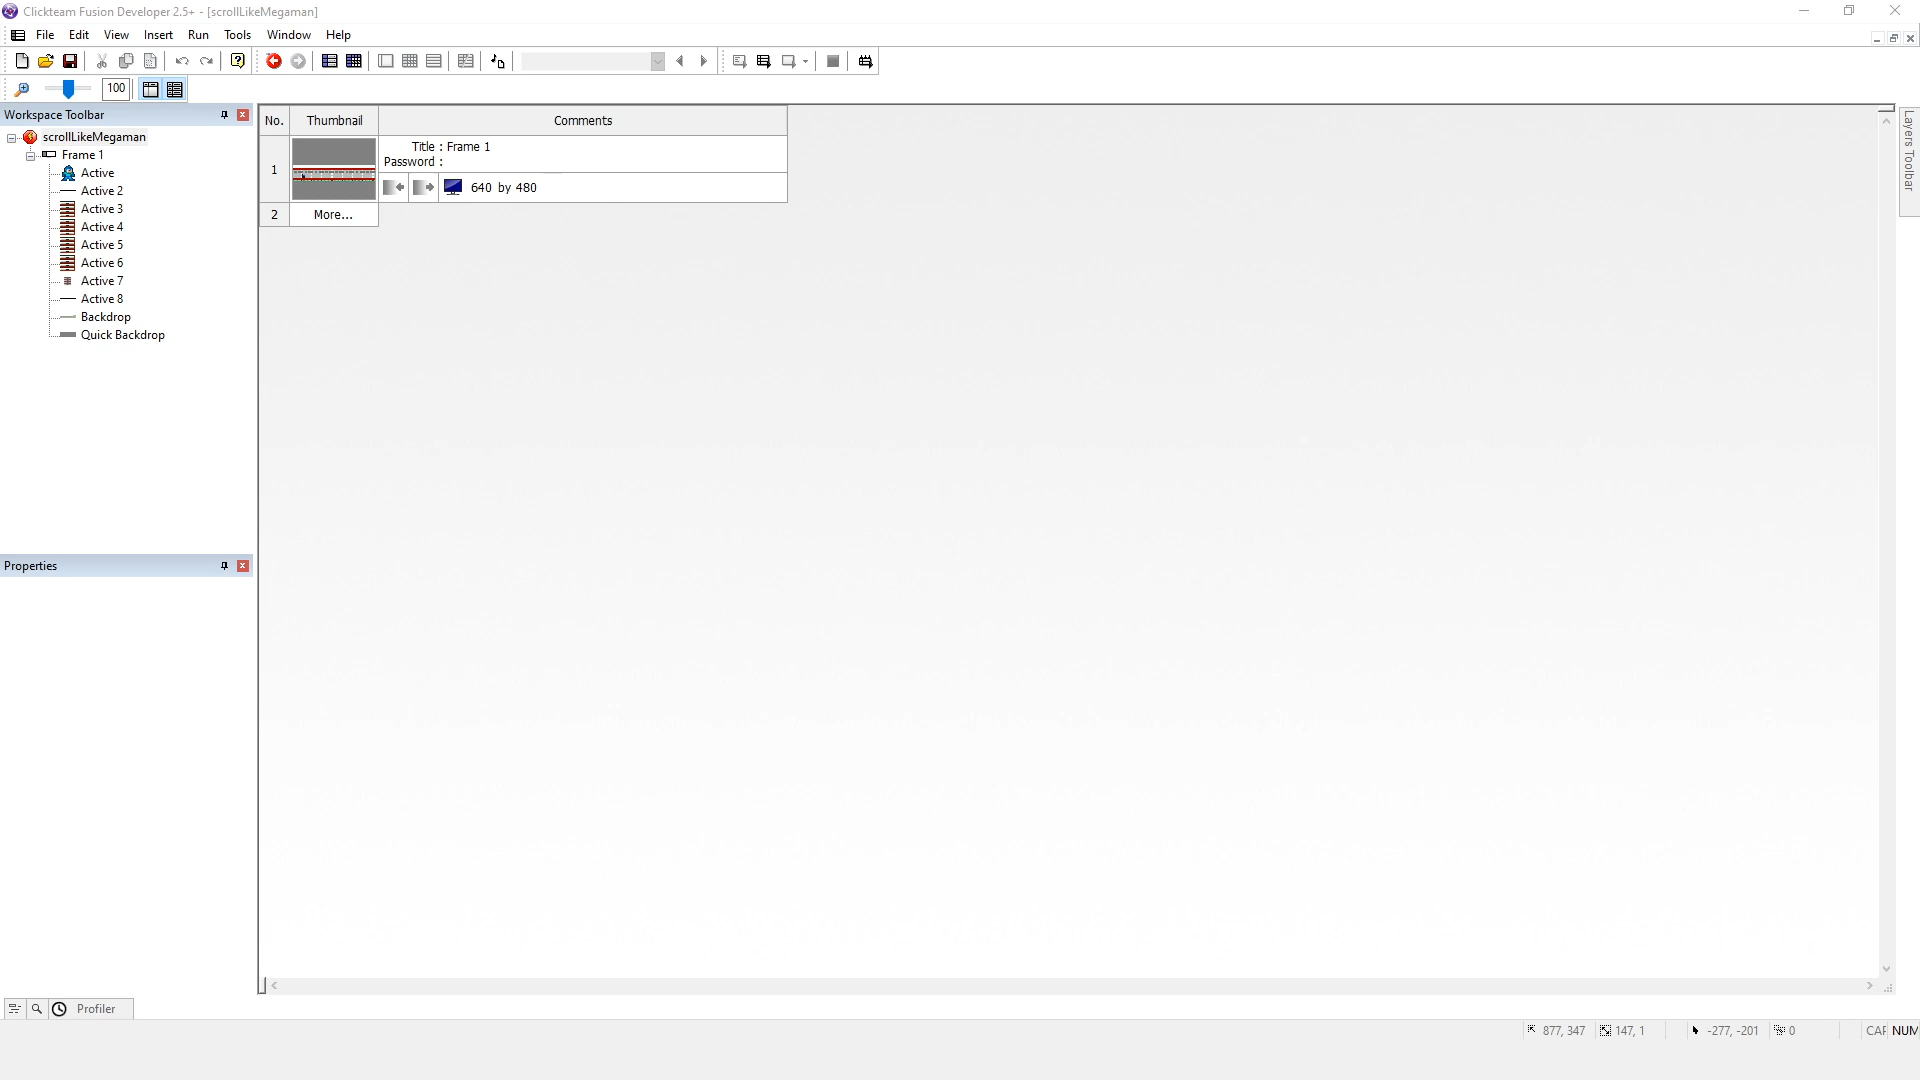 Clickteam Fusion Developer 2.5+ - [scrollLikeMegaman]
File Edit View Insert Run Tools Window Help
100
Workspace Toolbar
scrollLikeMegaman
Frame 1
Active
Active 2
Active 3
Active 4
Active 5
Active 6
Active 7
Active 8
Backdrop
Quick Backdrop
Properties
No. Thumbnail Comments
1
Title : Frame 1
Password :
640 by 480
2 More...
Layers Toolbar
Profiler
877, 347 147, 1 -277, -201 0 CAP NUM